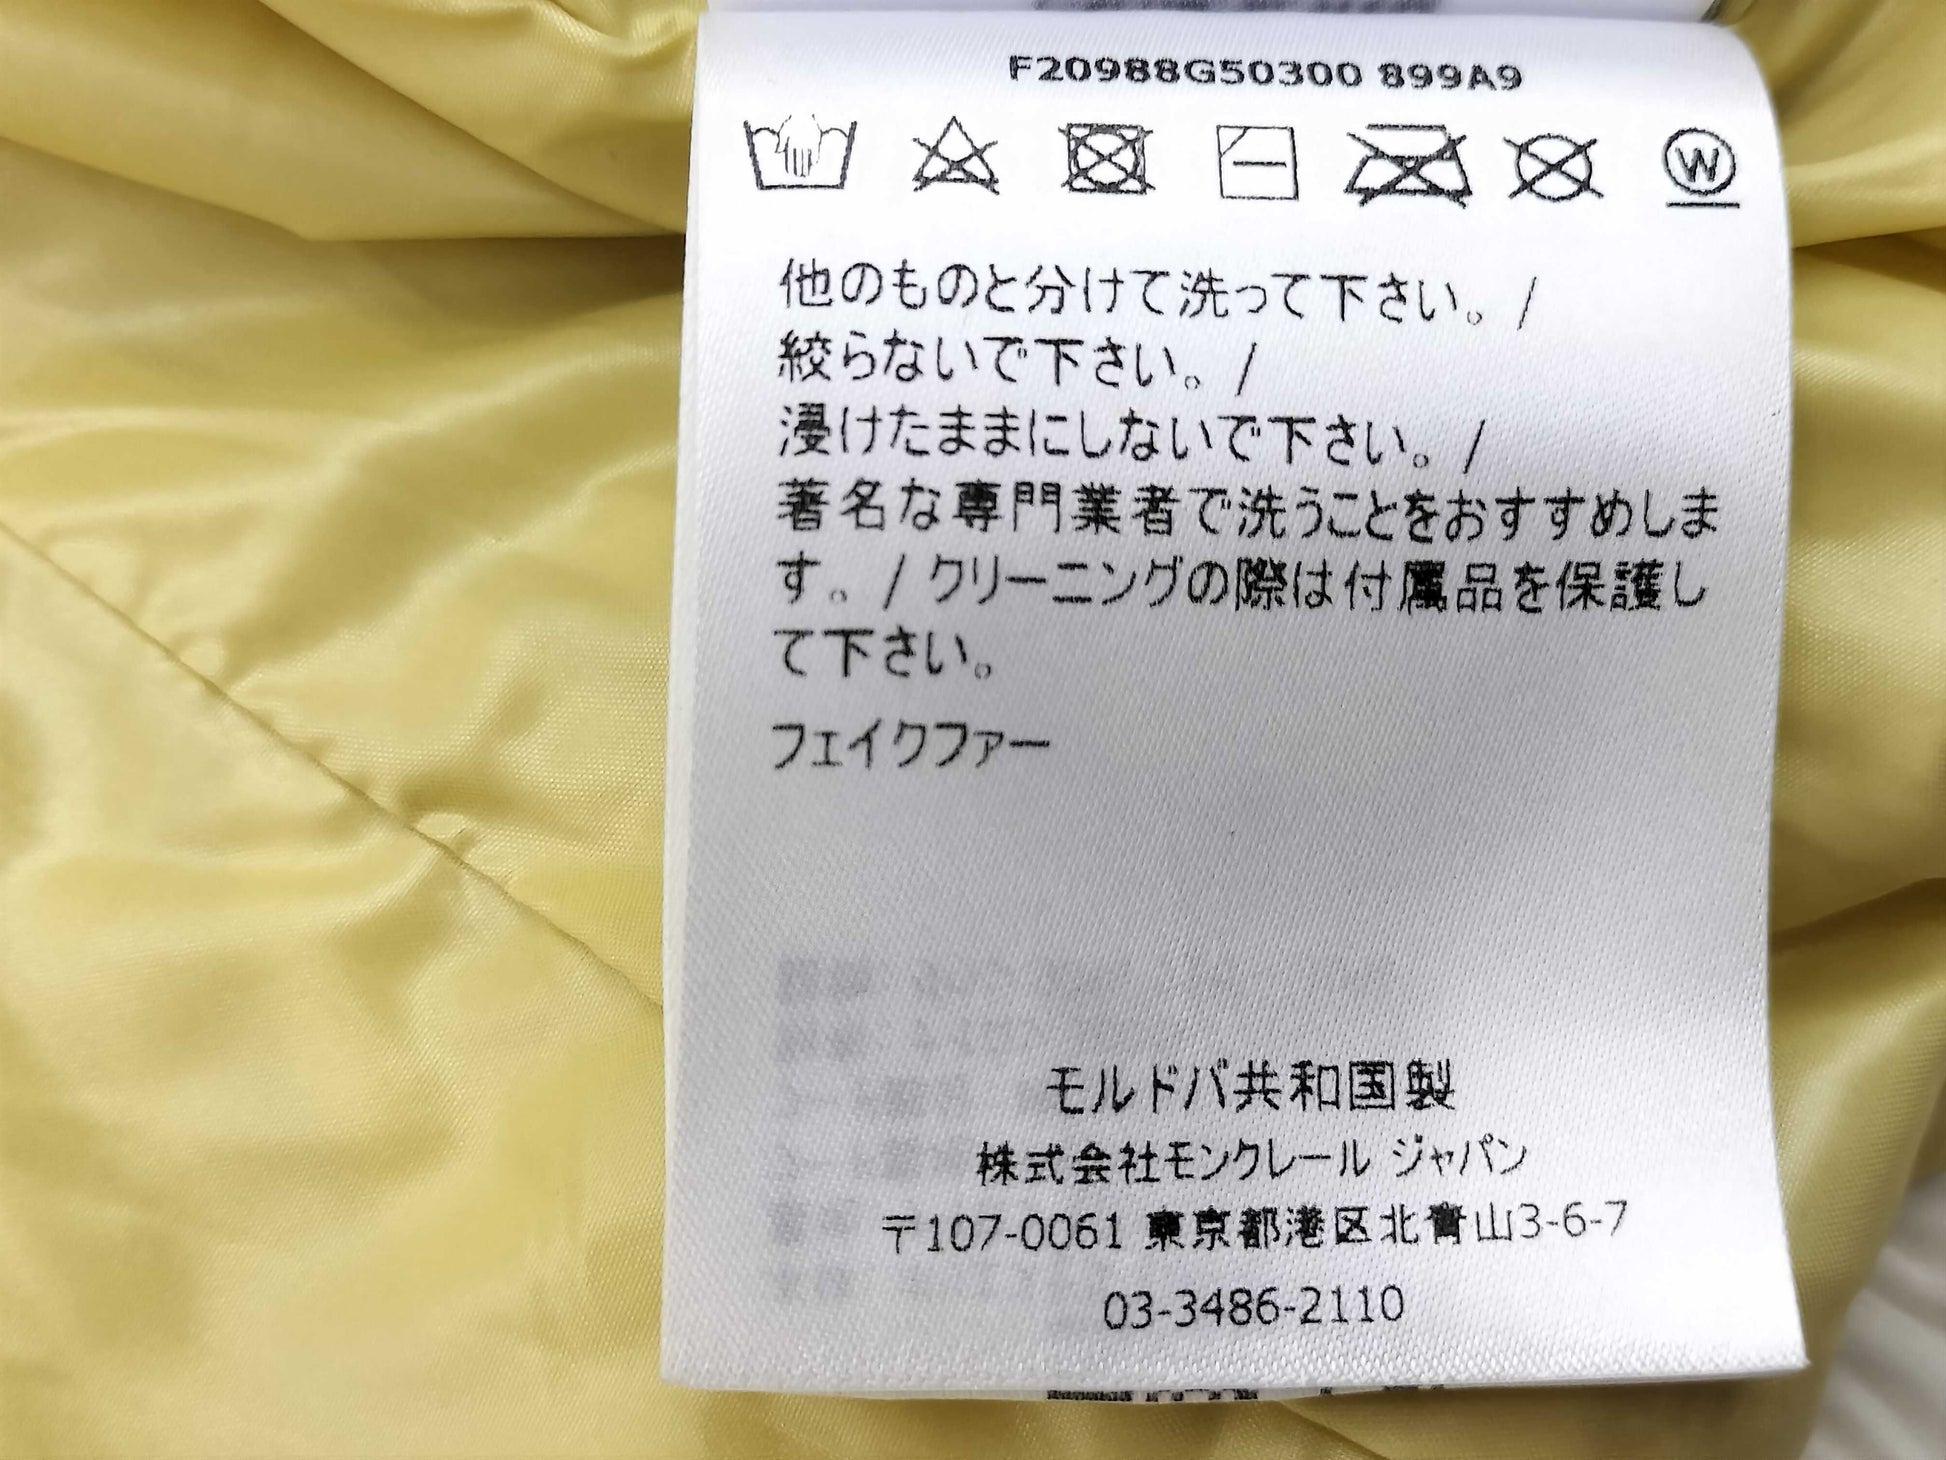 F20988G50300 899A9
W
他のものと分けて洗って下さい。/
絞らないで下さい。/
浸けたままにしないで下さい。/
著名な専門業者で洗うことをおすすめしま
す。/ クリーニングの際は付属品を保護し
て下さい。
フェイクファー
モルドバ共和国製
株式会社モンクレール ジャパン
〒107-0061 東京都港区北青山3-6-7
03-3486-2110